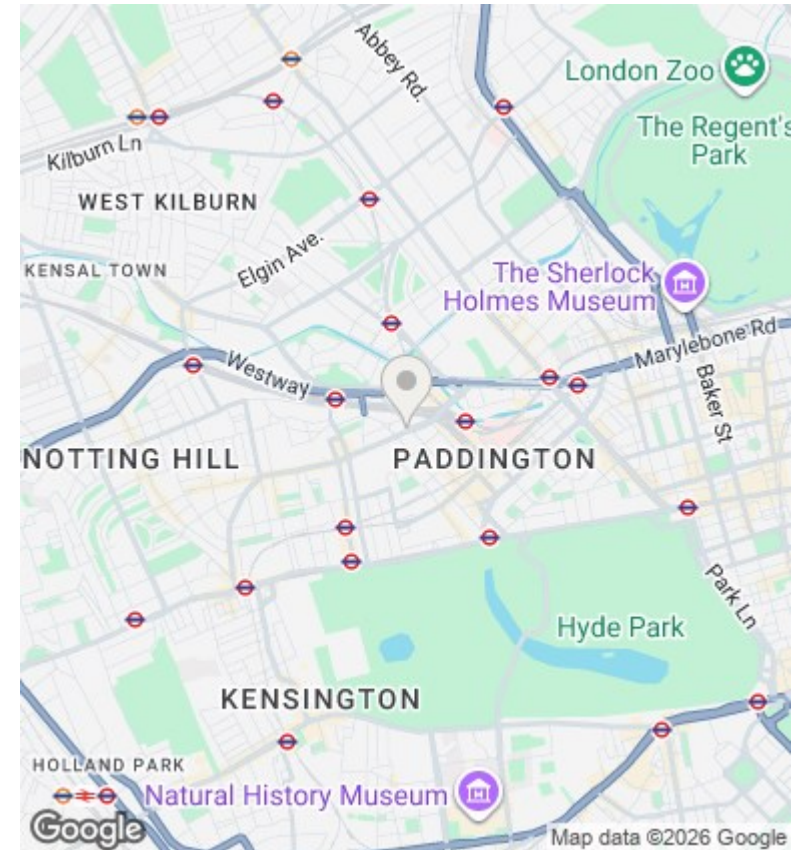 Abbey Rd.
London Zoo
The Regent's
Park
Kilburn Ln
WEST KILBURN
Elgin Ave.
KENSAL TOWN
The Sherlock
Holmes Museum
Marylebone Rd
Westway
Baker St
NOTTING HILL
PADDINGTON
Park Ln
Hyde Park
KENSINGTON
HOLLAND PARK
Natural History Museum
Google
Map data ©2026 Google